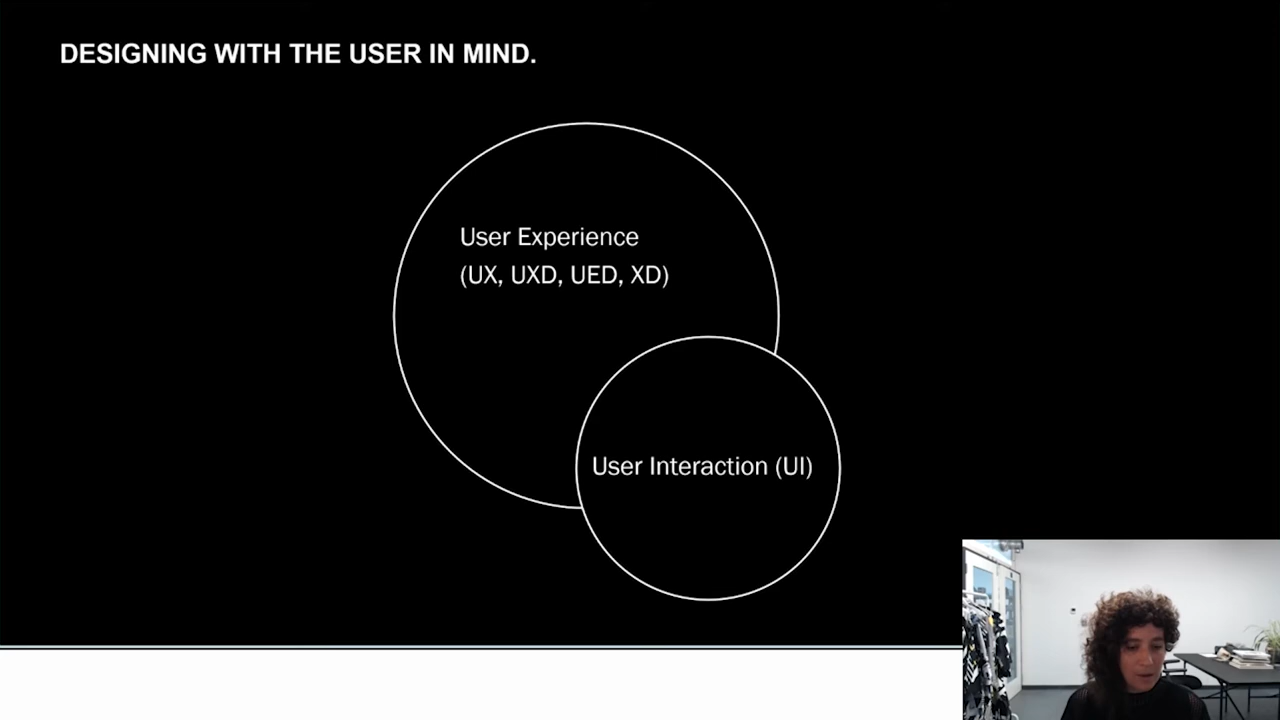 DESIGNING WITH THE USER IN MIND.
User Experience
(UX, UXD, UED, XD)
User Interaction (UI)